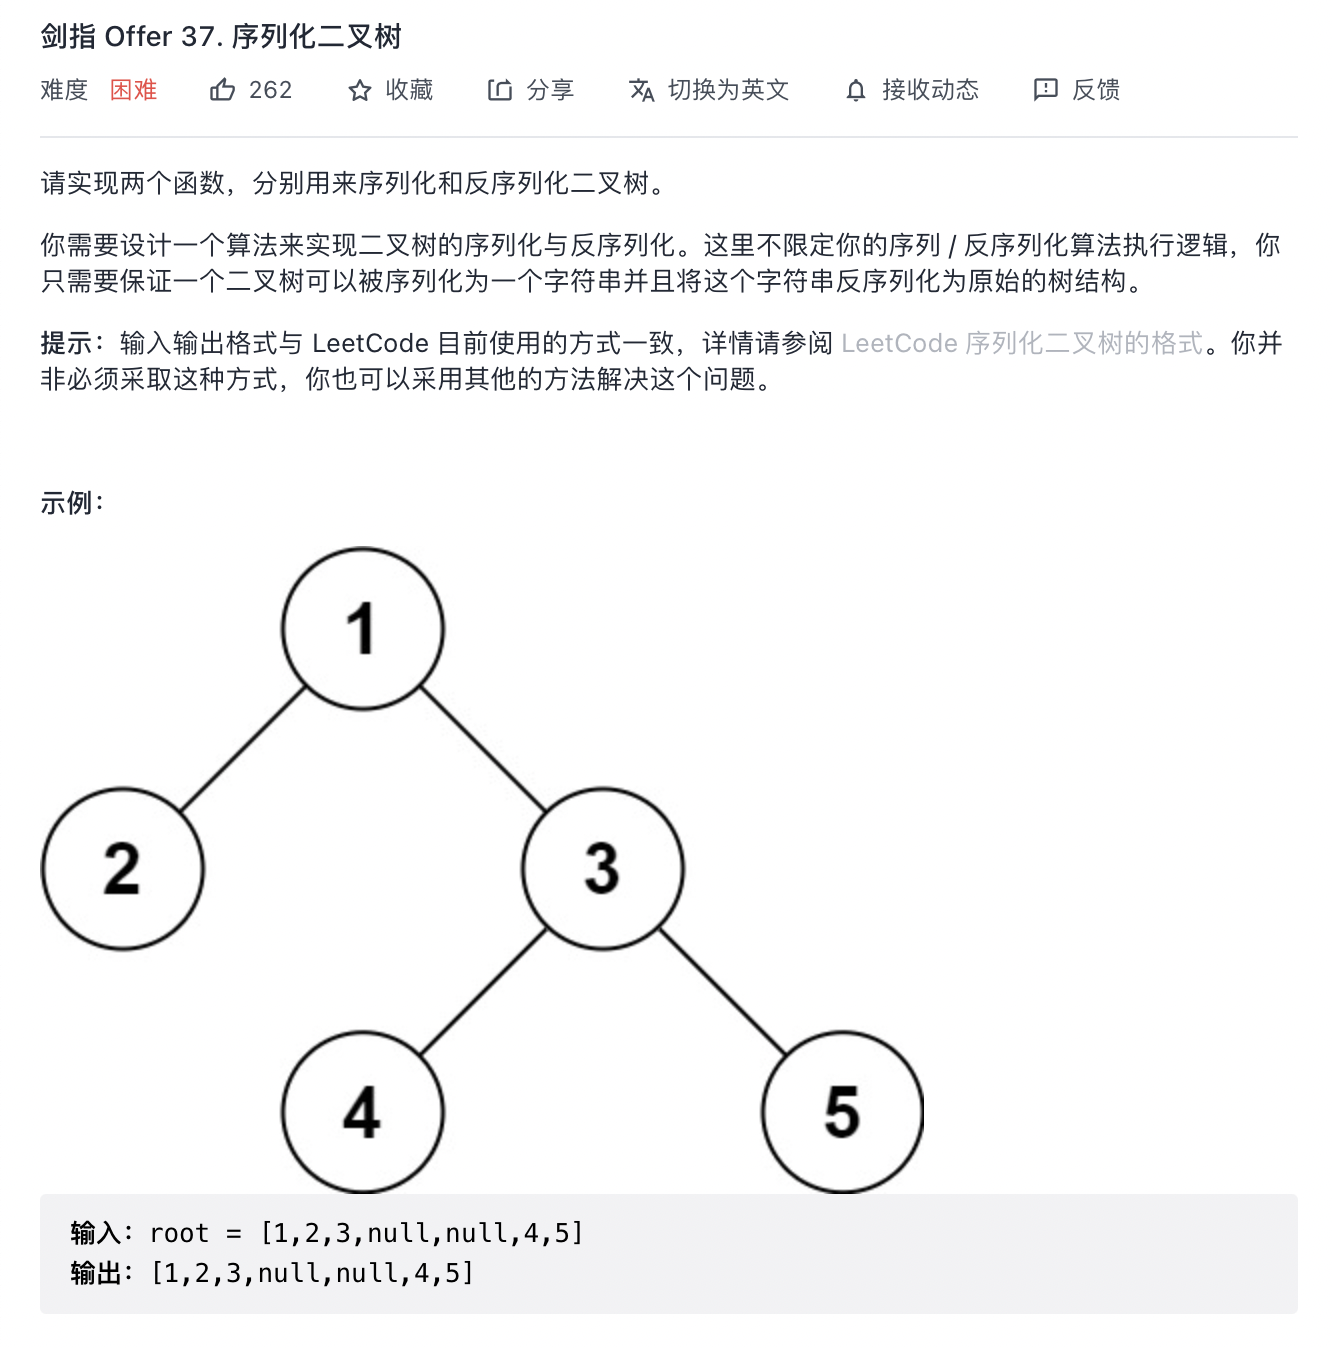 剑指 Offer 37. 序列化二叉树
难度 困难 262 收藏 分享 切换为英文 接收动态 反馈
请实现两个函数，分别用来序列化和反序列化二叉树。
你需要设计一个算法来实现二叉树的序列化与反序列化。这里不限定你的序列 / 反序列化算法执行逻辑，你
只需要保证一个二叉树可以被序列化为一个字符串并且将这个字符串反序列化为原始的树结构。
提示：输入输出格式与 LeetCode 目前使用的方式一致，详情请参阅 LeetCode 序列化二叉树的格式。你并
非必须采取这种方式，你也可以采用其他的方法解决这个问题。
示例：
1
2 3
4 5
输入：root = [1,2,3,null,null,4,5]
输出：[1,2,3,null,null,4,5]